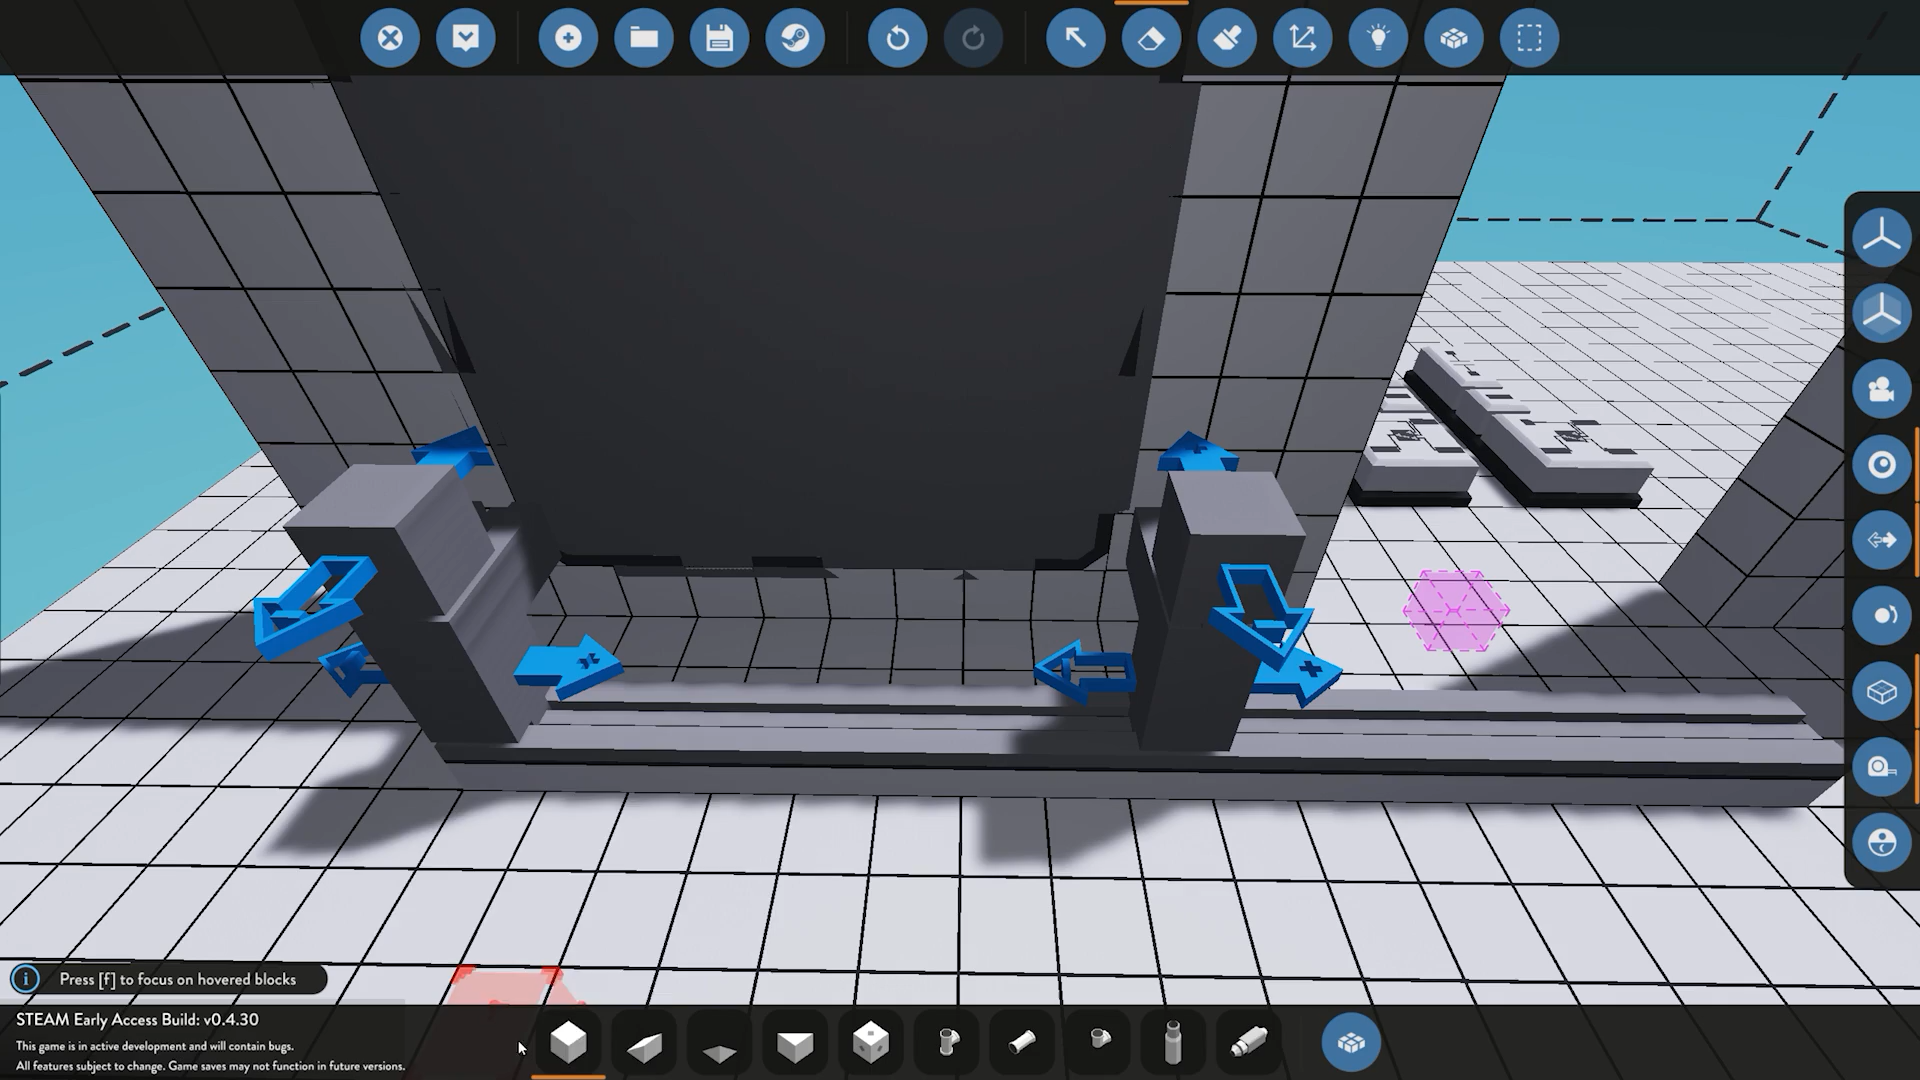 Press [f] to focus on hovered blocks
STEAM Early Access Build: v0.4.30
This game is in active development and will contain bugs.
All features subject to change. Game saves may not function in future versions.